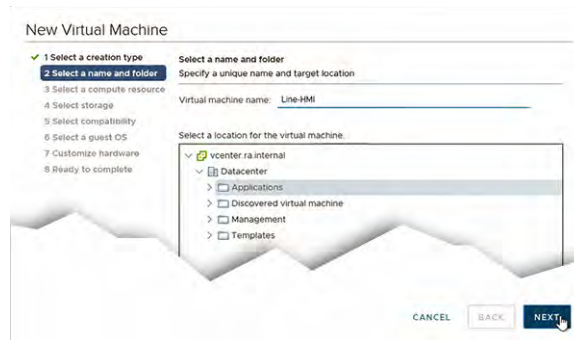 New Virtual Machine
1 Select a creation type
2 Select a name and folder
3 Select a compute resource
4 Select storage
5 Select compatibility
6 Select a guest OS
7 Customize hardware
8 Ready to complete
Select a name and folder
Specify a unique name and target location
Virtual machine name: Line-HMI
Select a location for the virtual machine.
vcenter.ra.internal
Datacenter
Applications
Discovered virtual machine
Management
Templates
CANCEL BACK NEXT